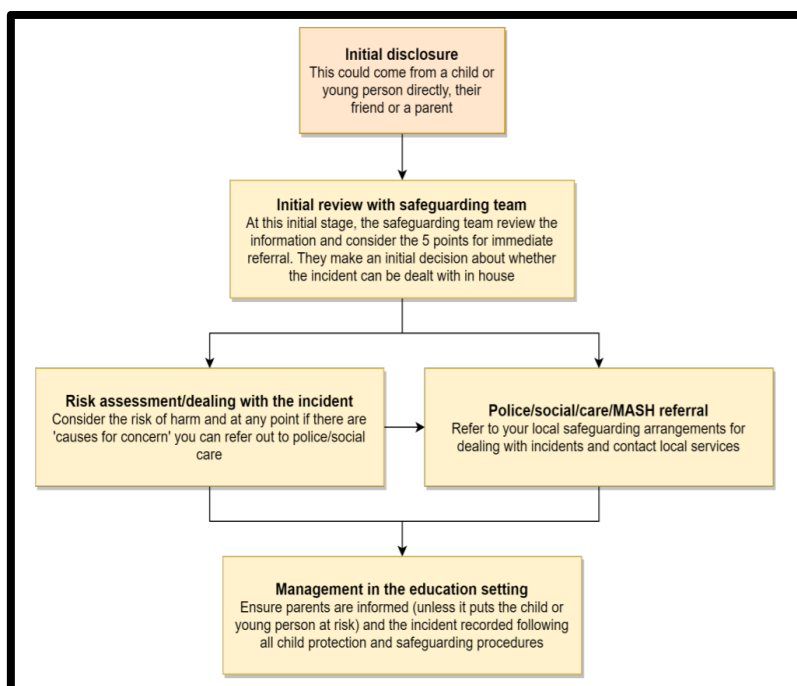 Initial disclosure
This could come from a child or
young person directly, their
friend or a parent
Initial review with safeguarding team
At this initial stage, the safeguarding team review the
information and consider the 5 points for immediate
referral. They make an initial decision about whether
the incident can be dealt with in house
Risk assessment/dealing with the incident
Consider the risk of harm and at any point if there are
'causes for concern' you can refer out to police/social
care
Police/social/care/MASH referral
Refer to your local safeguarding arrangements for
dealing with incidents and contact local services
Management in the education setting
Ensure parents are informed (unless it puts the child or
young person at risk) and the incident recorded following
all child protection and safeguarding procedures